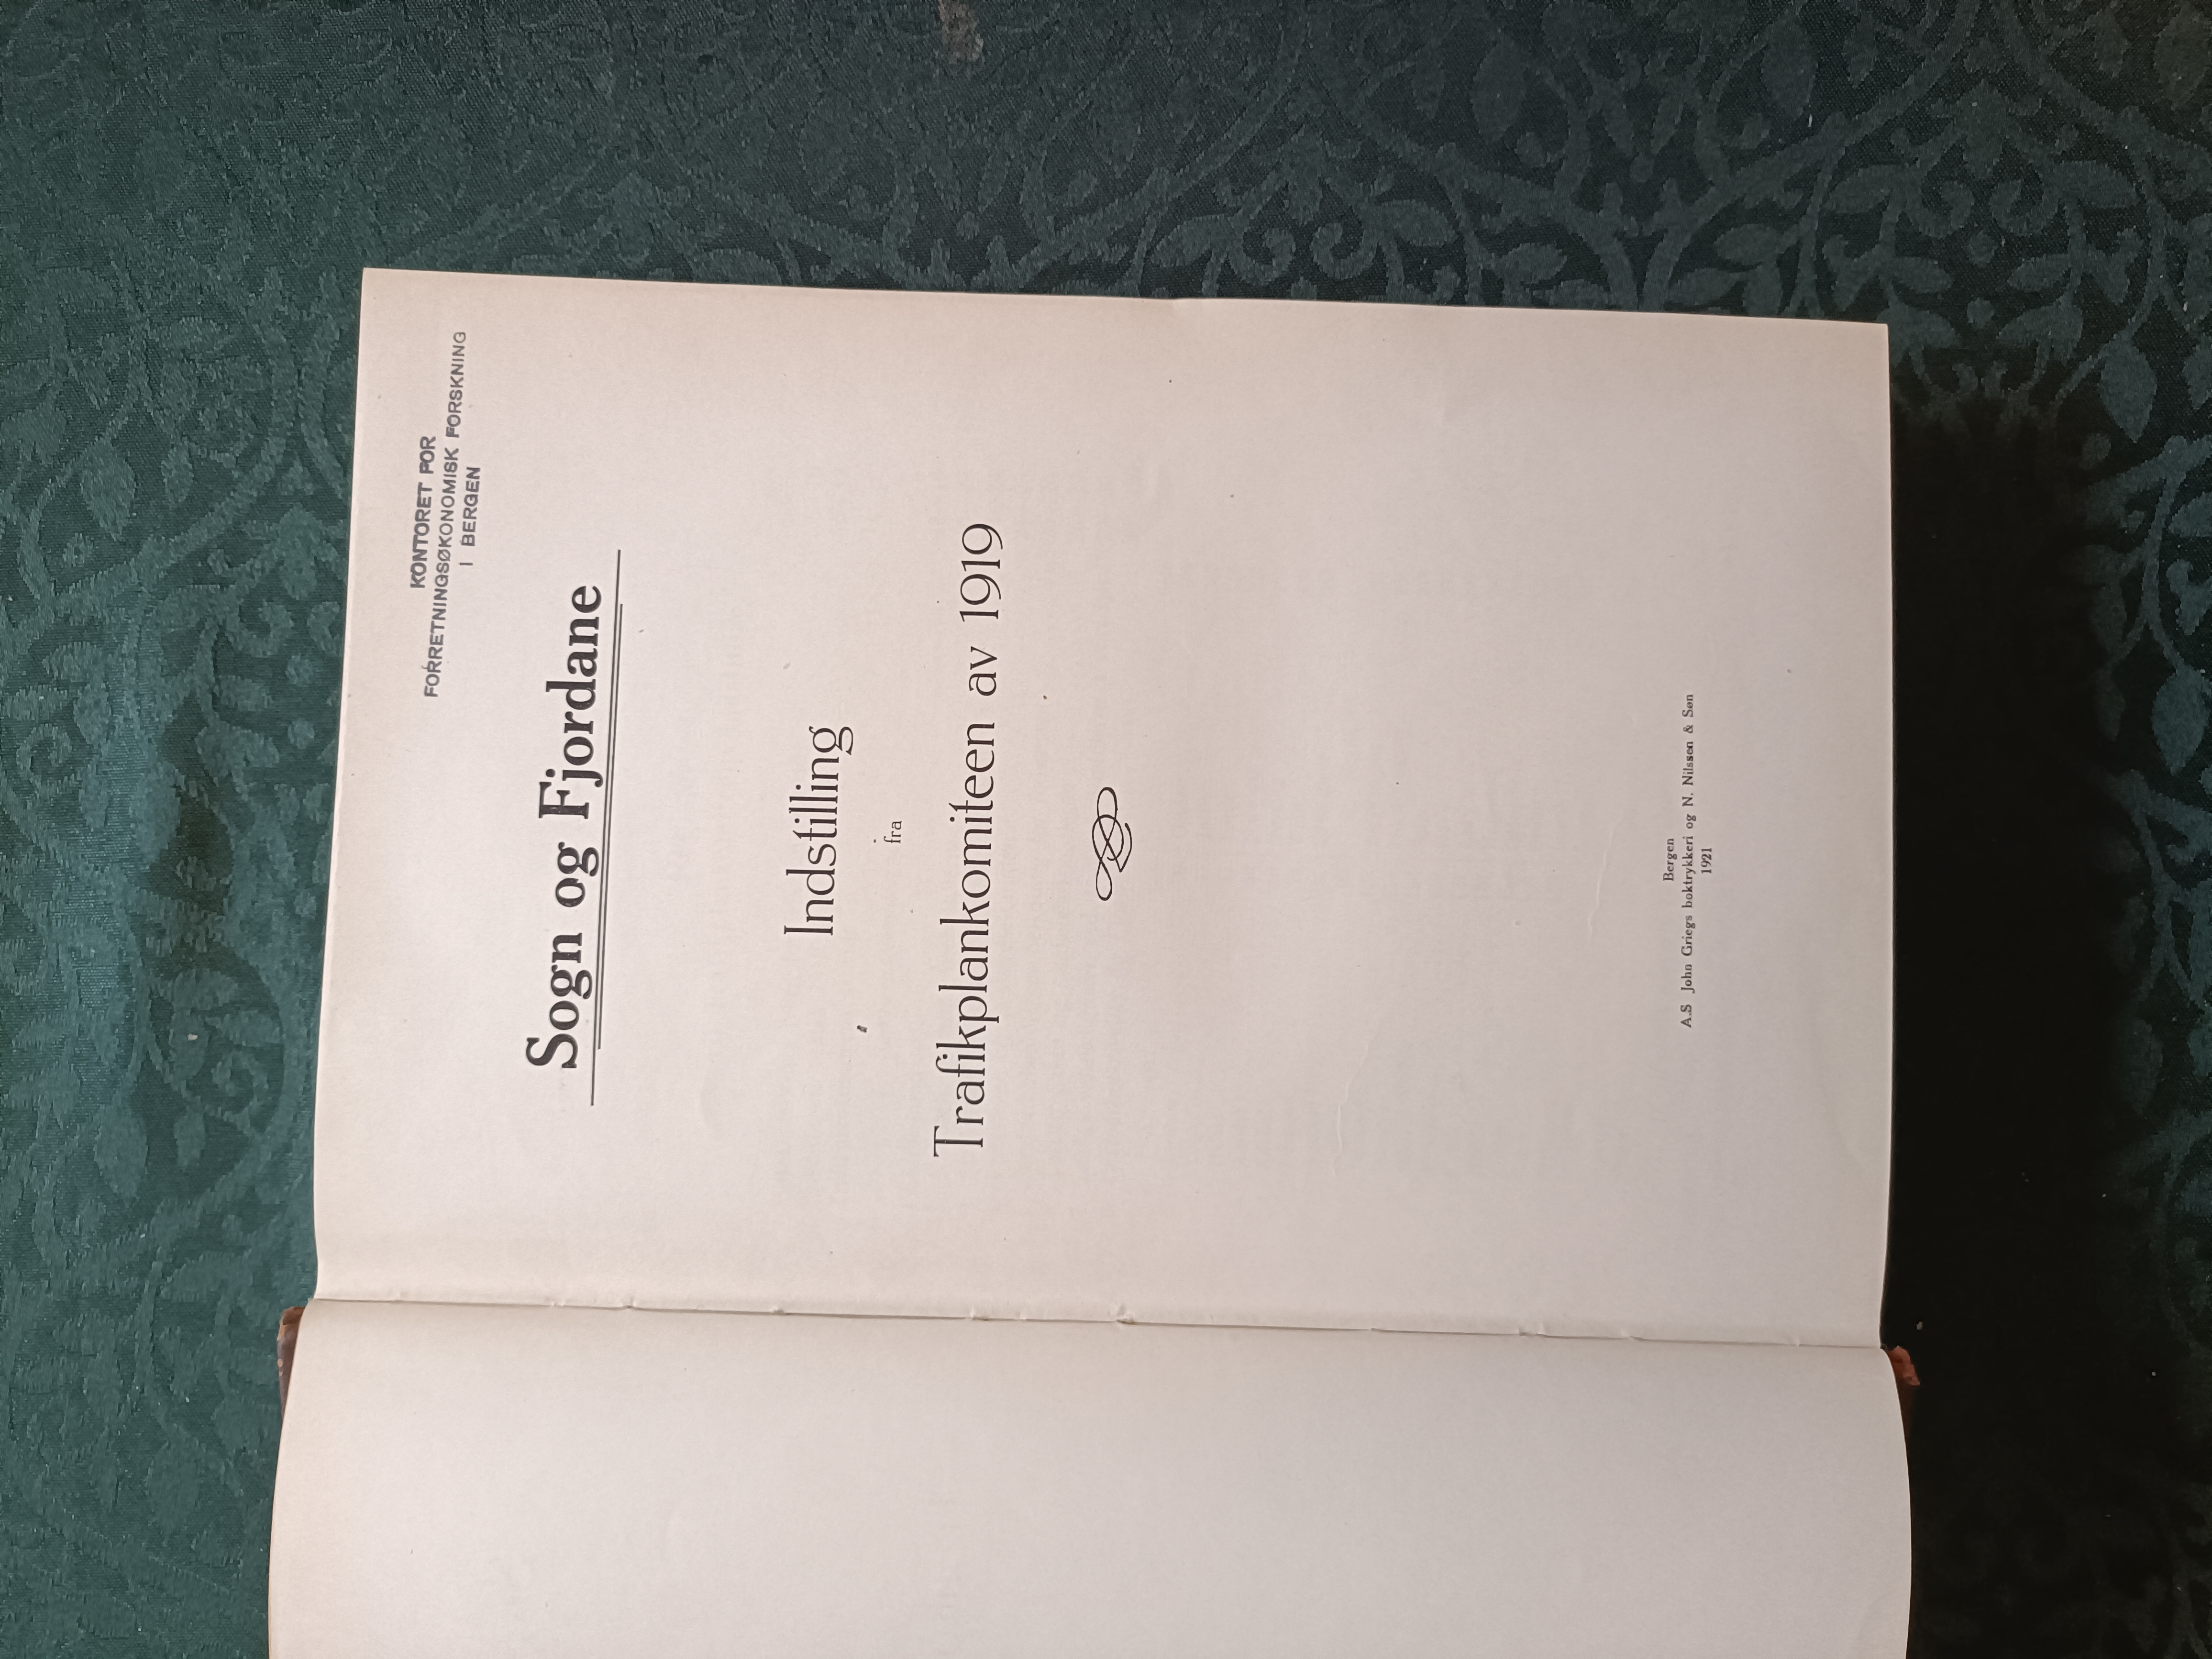 KONTORET FOR
FORRETNINGSØKONOMISK FORSKNING
I BERGEN
Sogn og Fjordane
Indstilling
fra
Trafikplankomiteen av 1919
Bergen
A.S John Griegs boktrykkeri og N. Nilssen & Søn
1921